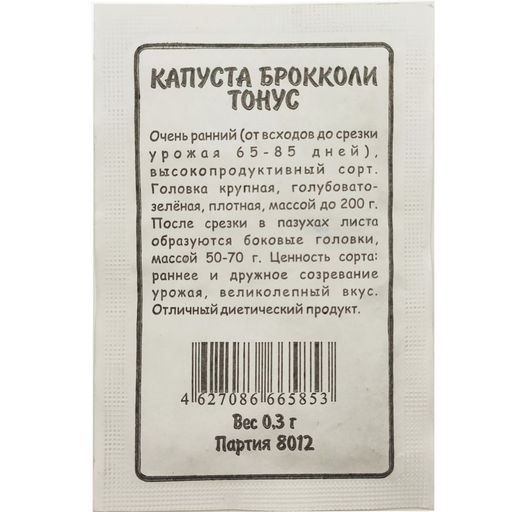 КАПУСТА БРОККОЛИ
ТОНУС
Очень ранний (от всходов до срезки
урожая 65-85 дней),
высокопродуктивный сорт.
Головка крупная, голубовато-
зелёная, плотная, массой до 200 г.
После срезки в пазухах листа
образуются боковые головки,
массой 50-70 г. Ценность сорта:
раннее и дружное созревание
урожая, великолепный вкус.
Отличный диетический продукт.
4 627086 665853
Вес 0.3 г
Партия 8012